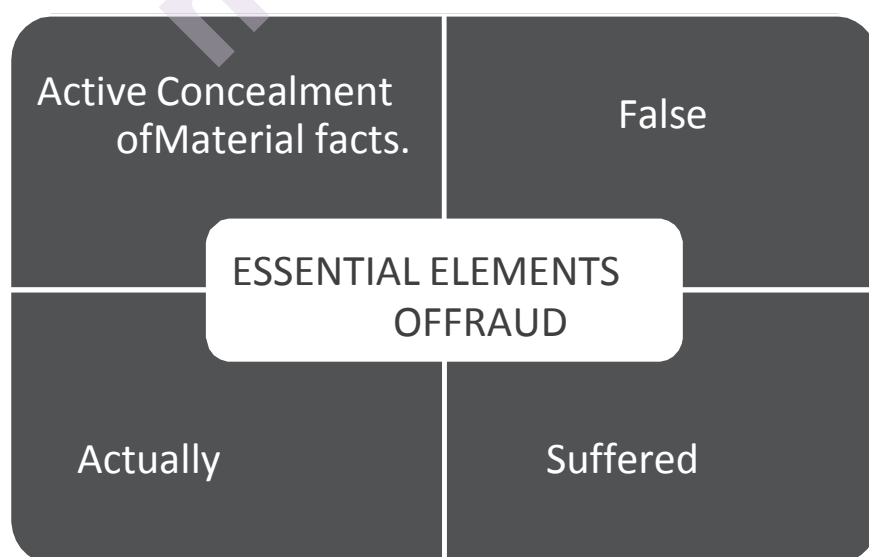 Active Concealment
ofMaterial facts.
False
ESSENTIAL ELEMENTS
OFFRAUD
Actually
Suffered